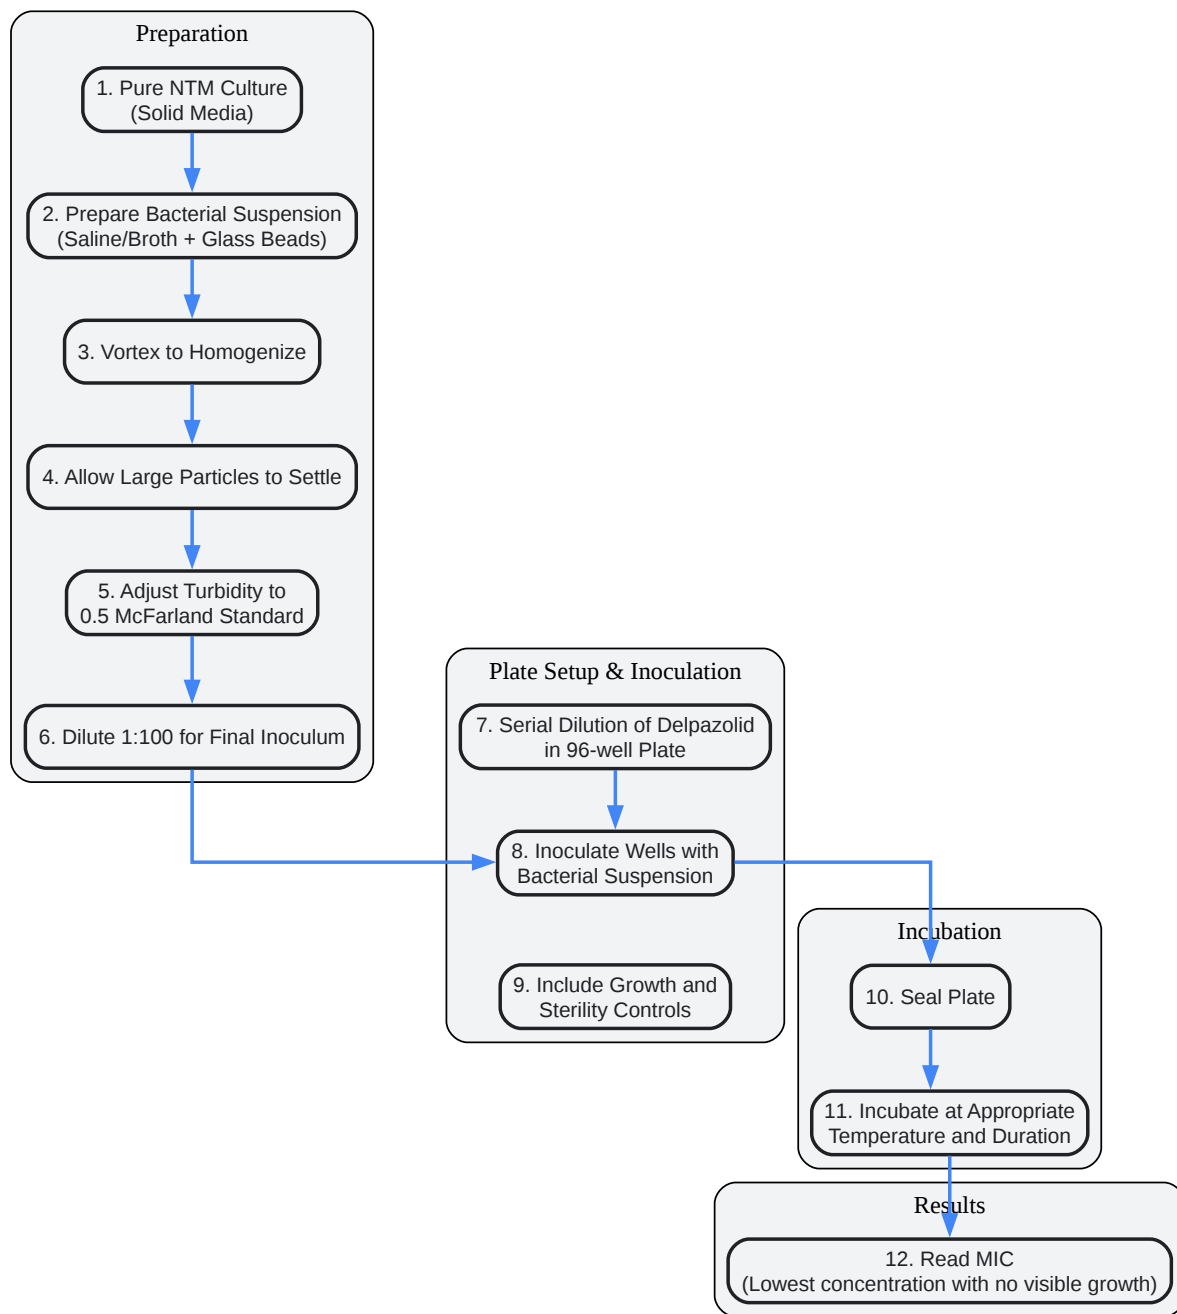 Preparation
1. Pure NTM Culture
(Solid Media)
2. Prepare Bacterial Suspension
(Saline/Broth + Glass Beads)
3. Vortex to Homogenize
4. Allow Large Particles to Settle
5. Adjust Turbidity to
0.5 McFarland Standard
6. Dilute 1:100 for Final Inoculum
Plate Setup & Inoculation
7. Serial Dilution of Delpazolid
in 96-well Plate
8. Inoculate Wells with
Bacterial Suspension
9. Include Growth and
Sterility Controls
Incubation
10. Seal Plate
11. Incubate at Appropriate
Temperature and Duration
Results
12. Read MIC
(Lowest concentration with no visible growth)